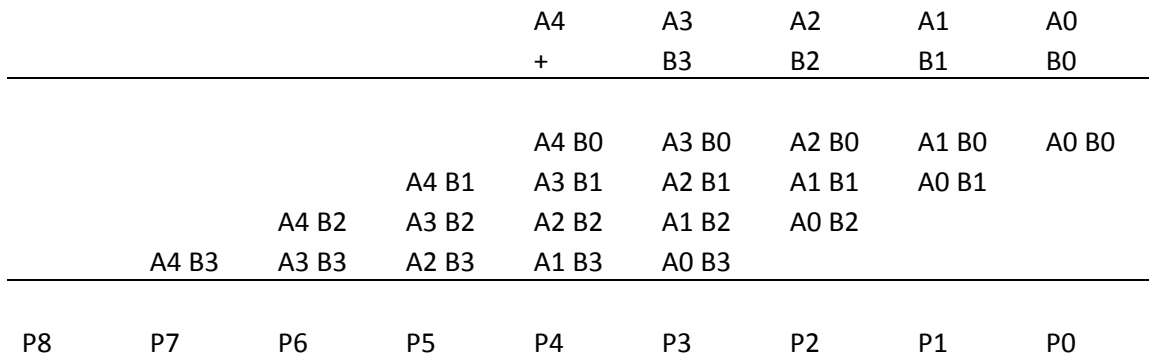 A4 A3 A2 A1 A0
+ B3 B2 B1 B0
A4 B0 A3 B0 A2 B0 A1 B0 A0 B0
A4 B1 A3 B1 A2 B1 A1 B1 A0 B1
A4 B2 A3 B2 A2 B2 A1 B2 A0 B2
A4 B3 A3 B3 A2 B3 A1 B3 A0 B3
P8 P7 P6 P5 P4 P3 P2 P1 P0